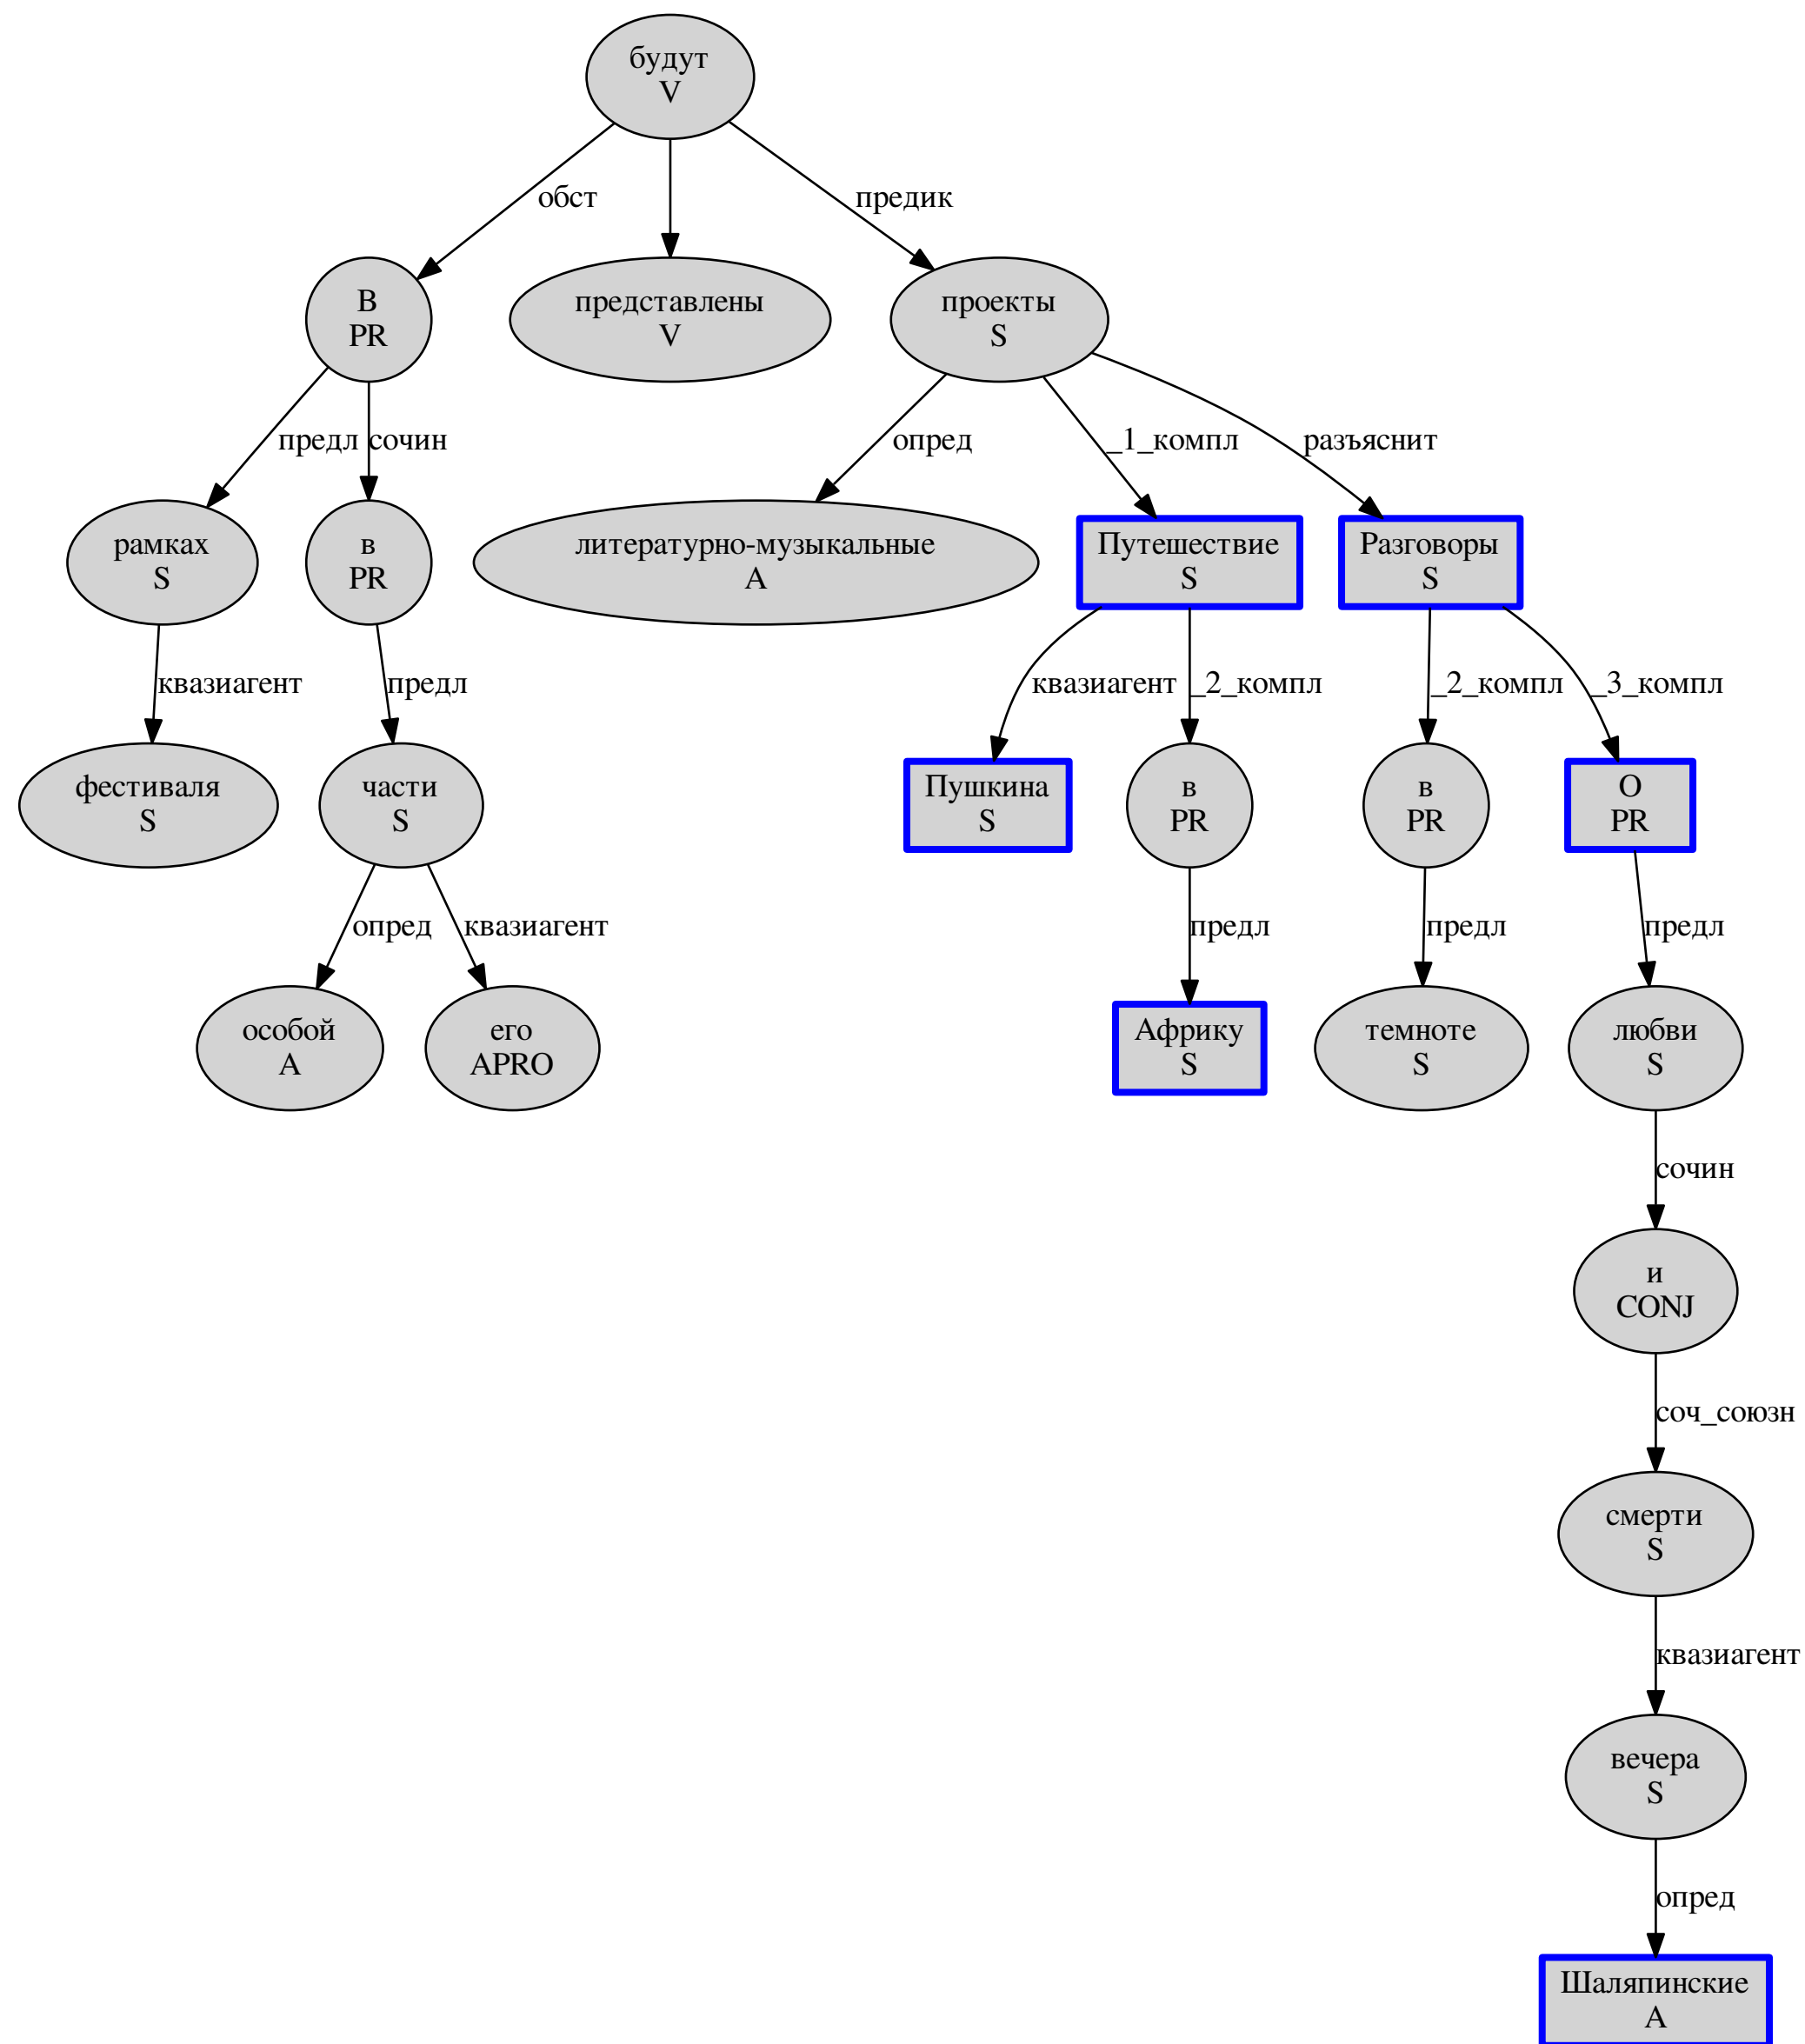 будут
V
обст
предик
В
PR
представлены
V
проекты
S
предл
сочин
опред
_1_компл
разъяснит
рамках
S
в
PR
литературно-музыкальные
A
Путешествие
S
Разговоры
S
квазиагент
предл
квазиагент
_2_компл
_2_компл
_3_компл
фестиваля
S
части
S
Пушкина
S
в
PR
в
PR
О
PR
опред
квазиагент
предл
предл
предл
особой
A
его
APRO
Африку
S
темноте
S
любви
S
сочин
и
CONJ
соч_союзн
смерти
S
квазиагент
вечера
S
опред
Шаляпинские
A